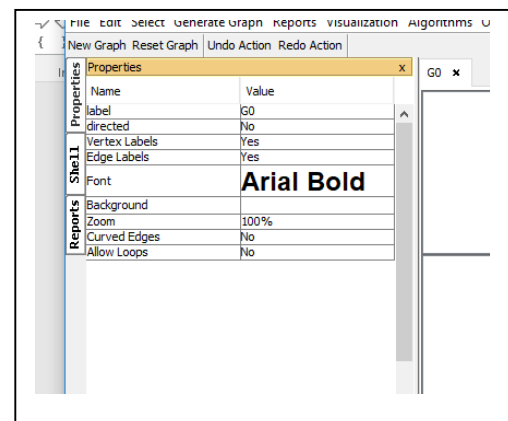 File Edit Select Generate Graph Reports Visualization Algorithms
New Graph Reset Graph Undo Action Redo Action
Properties x
G0 ×
Name Value
label G0
directed No
Vertex Labels Yes
Edge Labels Yes
Font Arial Bold
Background
Zoom 100%
Curved Edges No
Allow Loops No
Properties
Shell
Reports